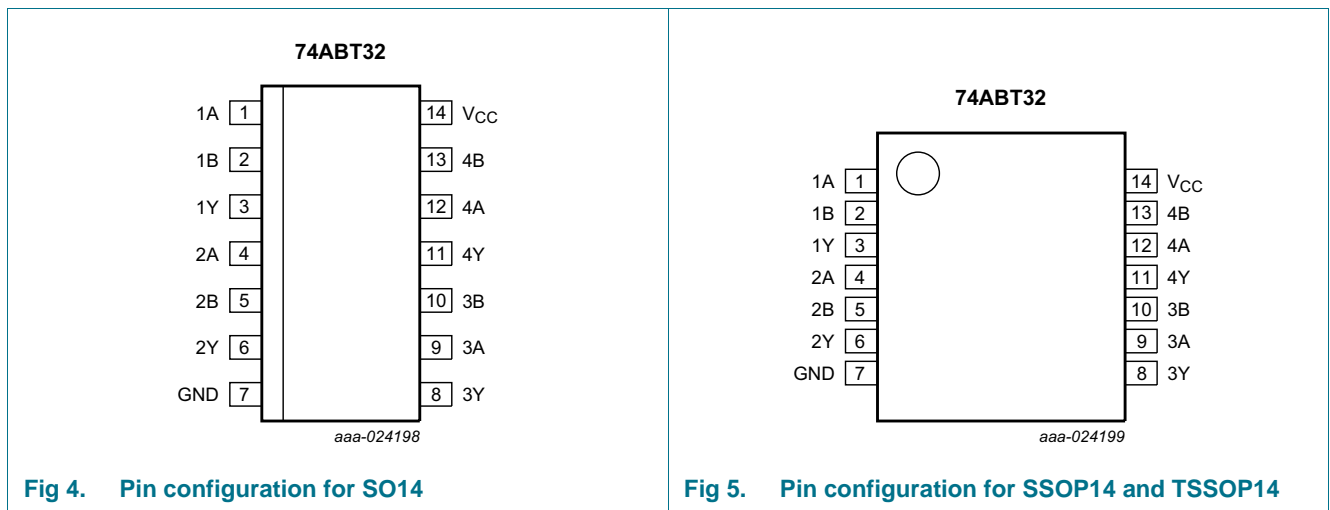 74ABT32
1A 1 14 VCC
1B 2 13 4B
1Y 3 12 4A
2A 4 11 4Y
2B 5 10 3B
2Y 6 9 3A
GND 7 8 3Y
aaa-024198
Fig 4. Pin configuration for SO14
74ABT32
1A 1 14 VCC
1B 2 13 4B
1Y 3 12 4A
2A 4 11 4Y
2B 5 10 3B
2Y 6 9 3A
GND 7 8 3Y
aaa-024199
Fig 5. Pin configuration for SSOP14 and TSSOP14